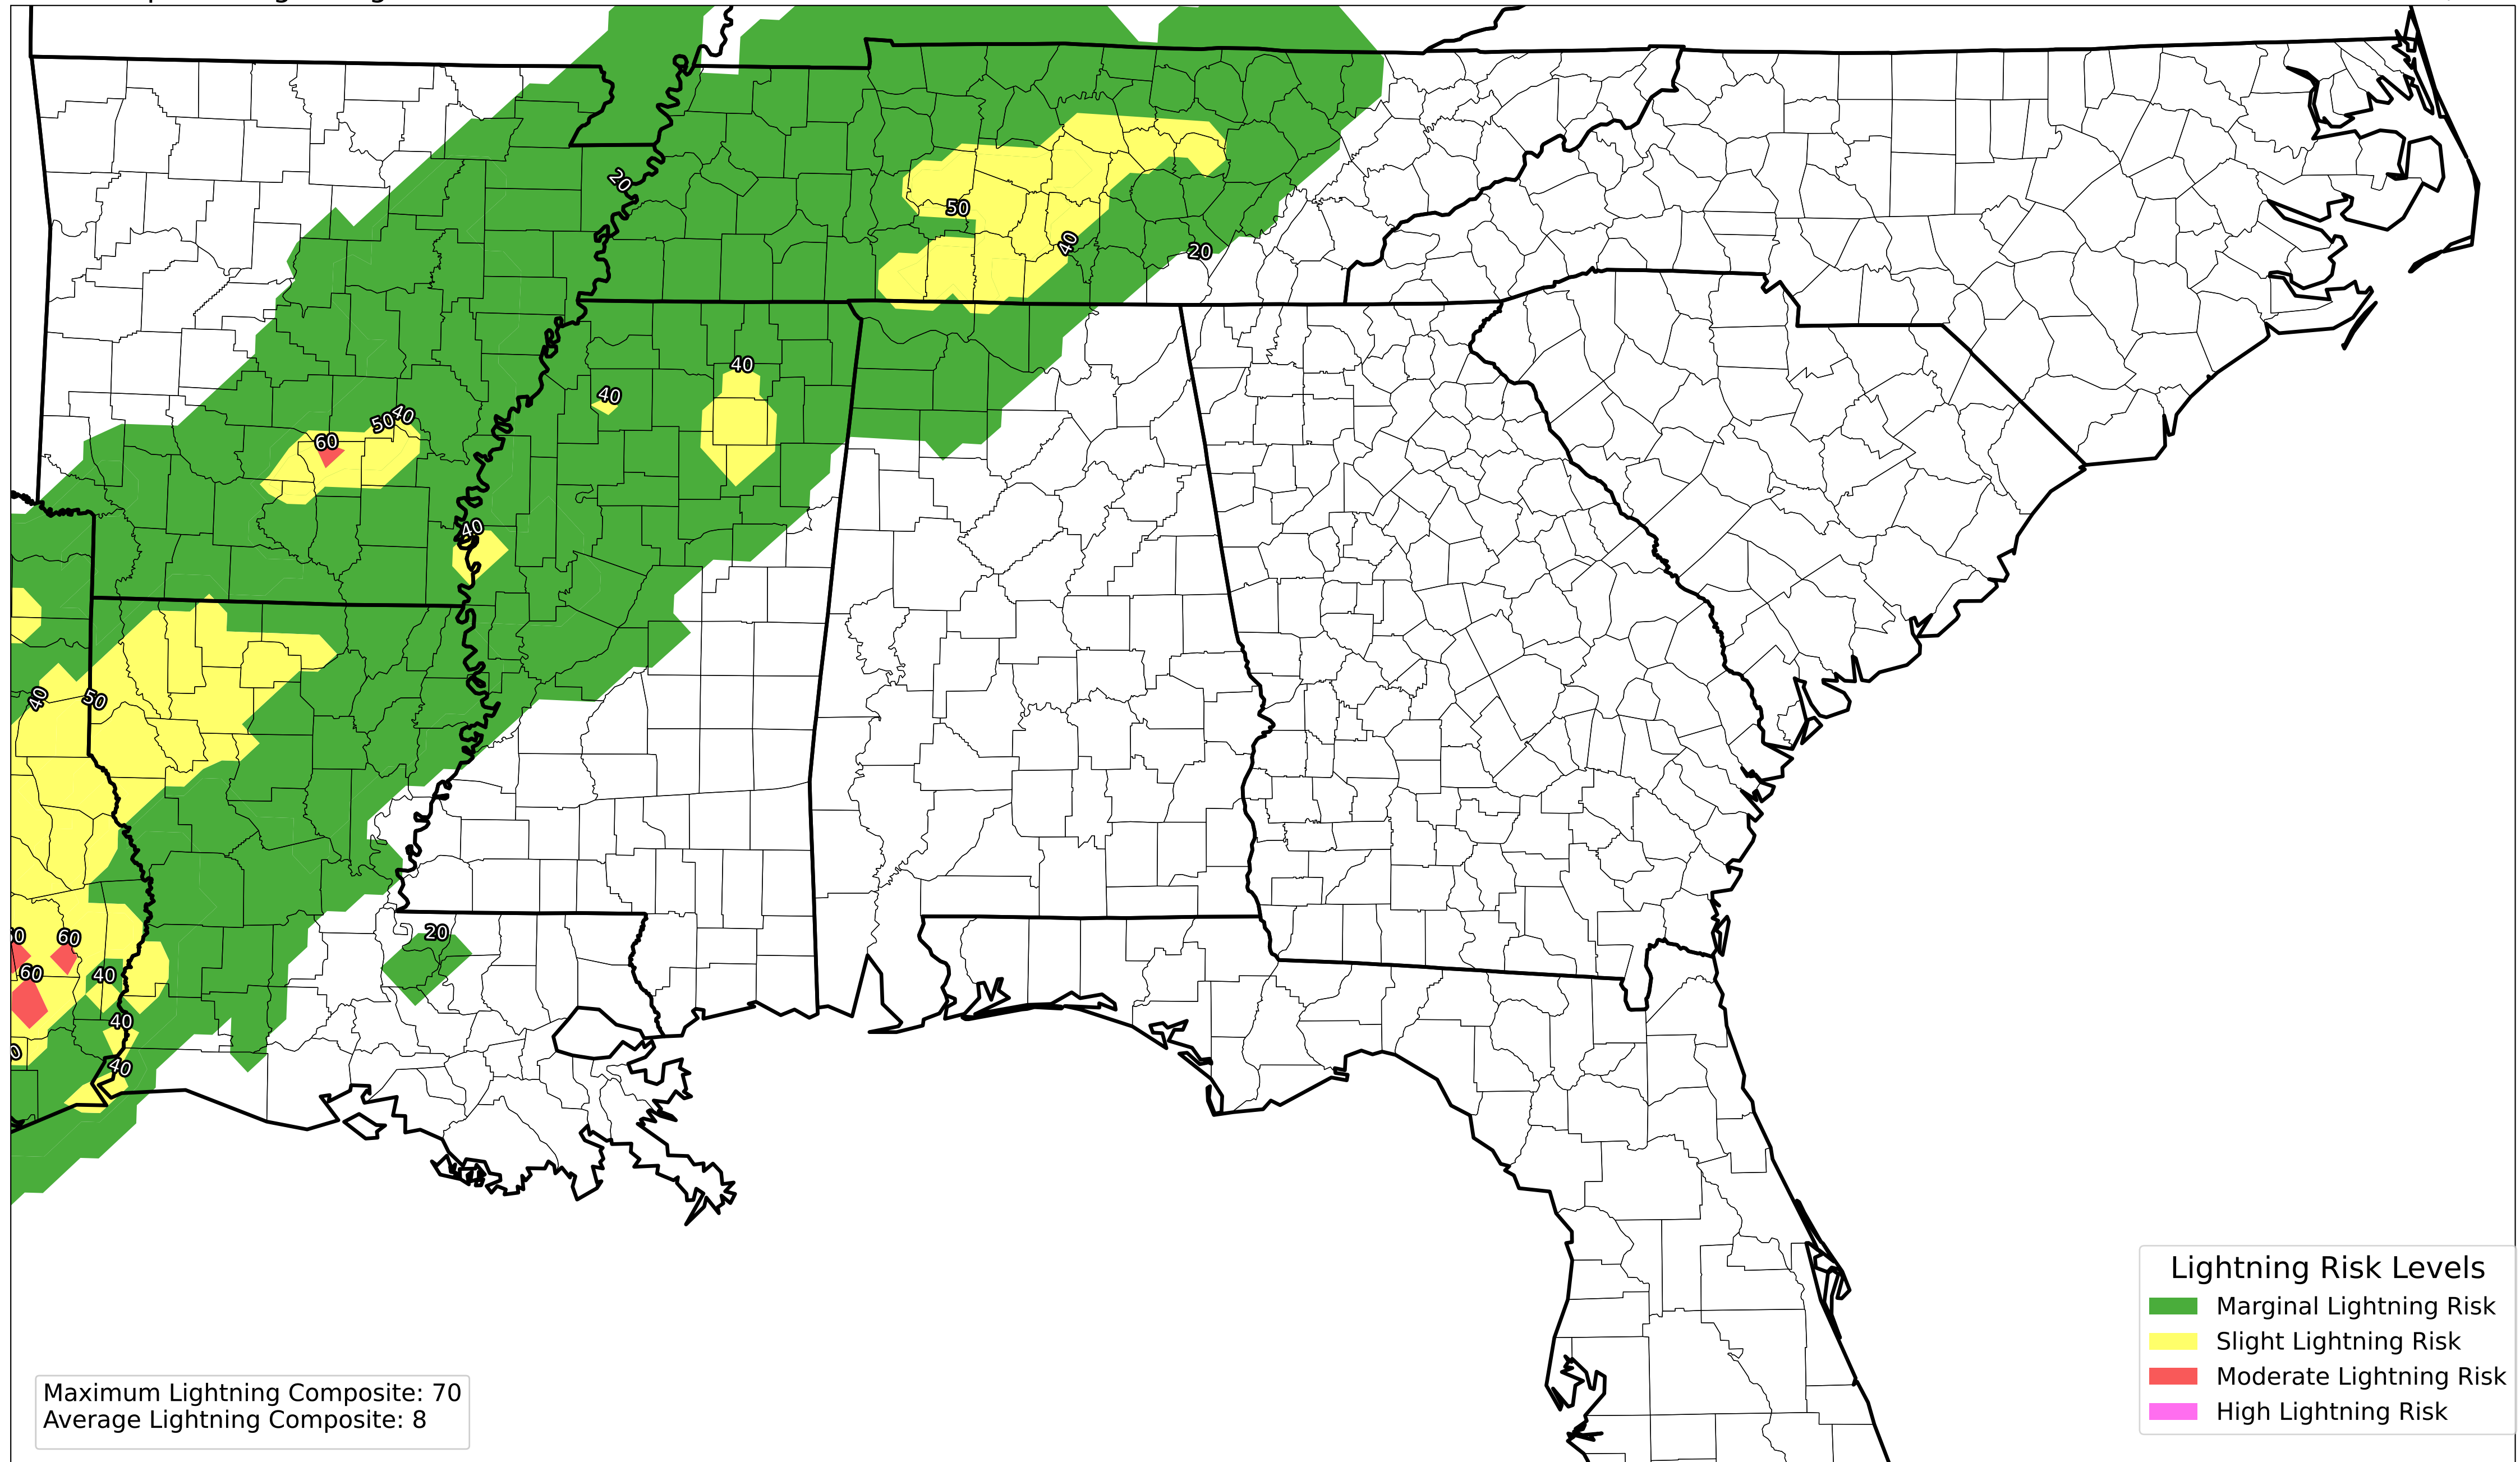 20
50
40
20
40
40
50
40
60
40
40
50
20
60
60
40
40
40
Lightning Risk Levels
Marginal Lightning Risk
Slight Lightning Risk
Moderate Lightning Risk
High Lightning Risk
Maximum Lightning Composite: 70
Average Lightning Composite: 8